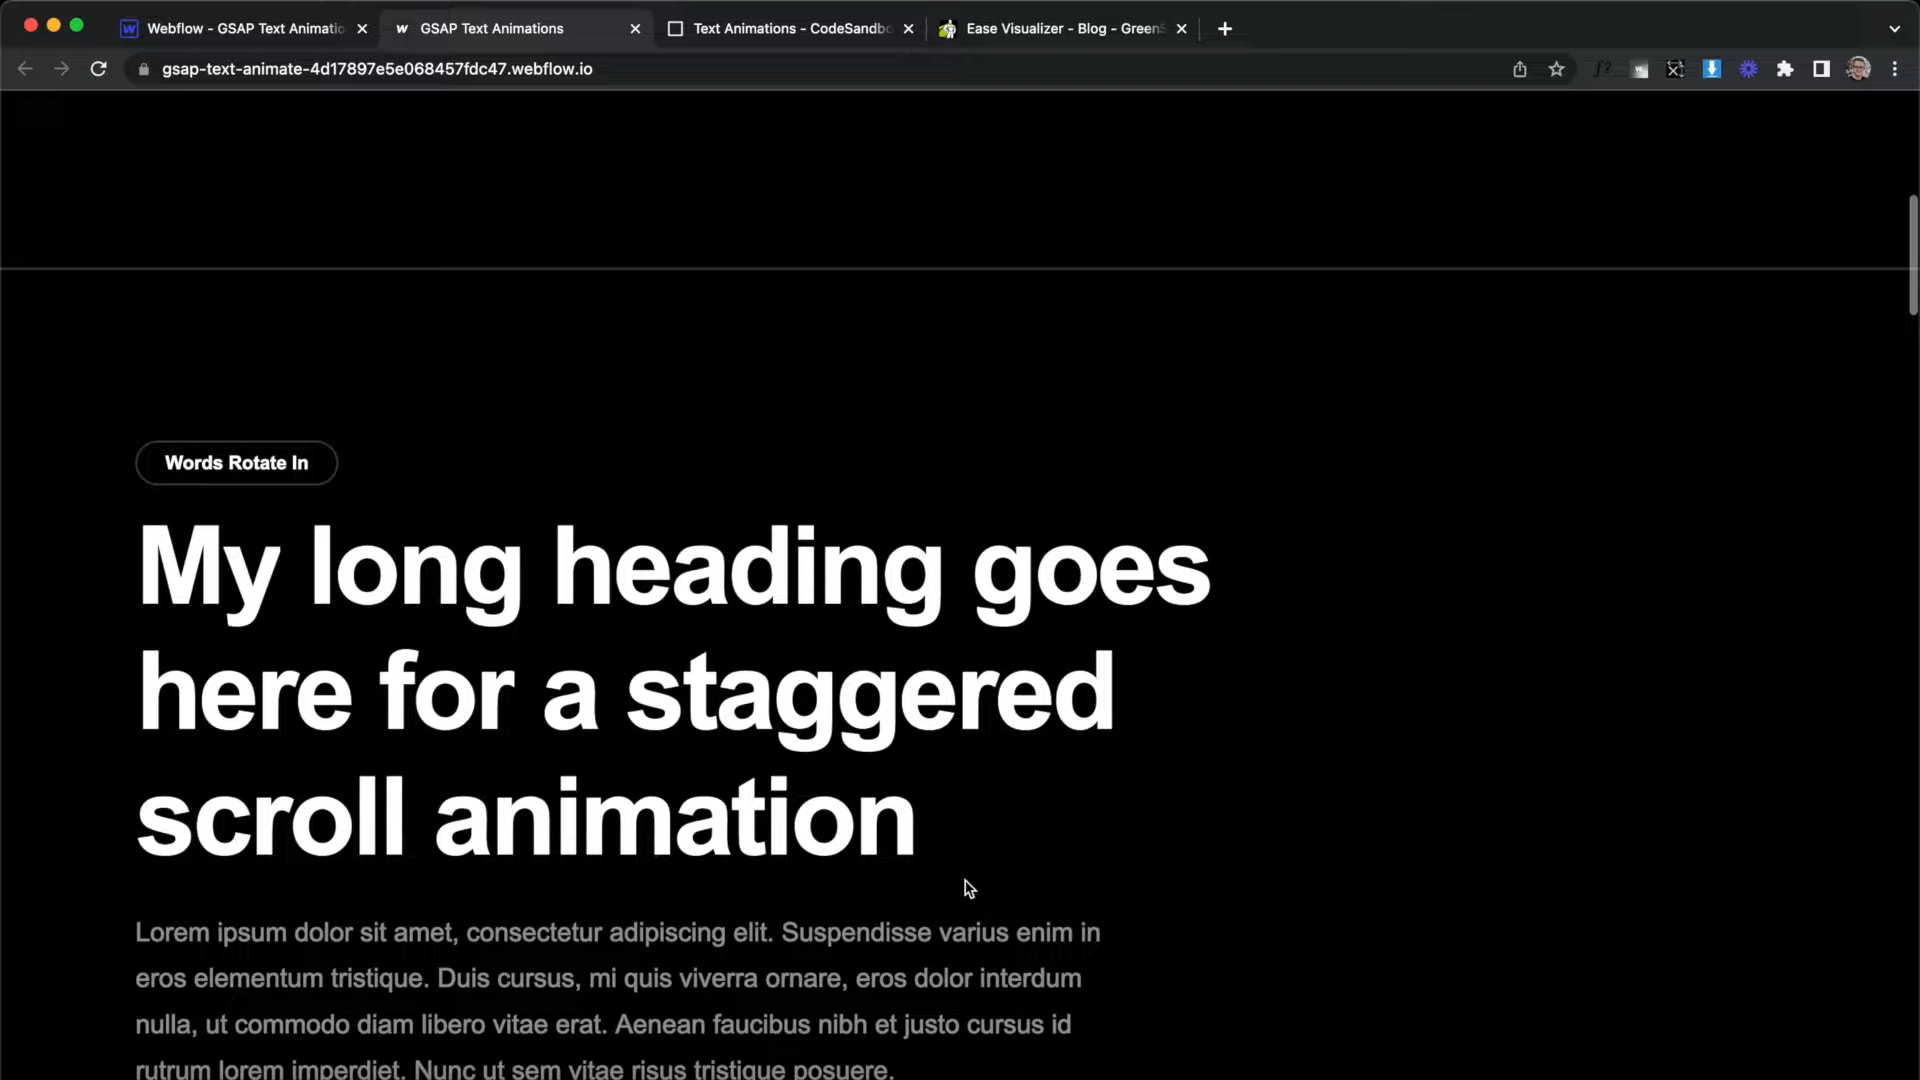 Webflow - GSAP Text Animatio
GSAP Text Animations
Text Animations - CodeSandbo
Ease Visualizer - Blog - GreenS
gsap-text-animate-4d17897e5e068457fdc47.webflow.io
Words Rotate In
My long heading goes
here for a staggered
scroll animation
Lorem ipsum dolor sit amet, consectetur adipiscing elit. Suspendisse varius enim in
eros elementum tristique. Duis cursus, mi quis viverra ornare, eros dolor interdum
nulla, ut commodo diam libero vitae erat. Aenean faucibus nibh et justo cursus id
rutrum lorem imperdiet. Nunc ut sem vitae risus tristique posuere.